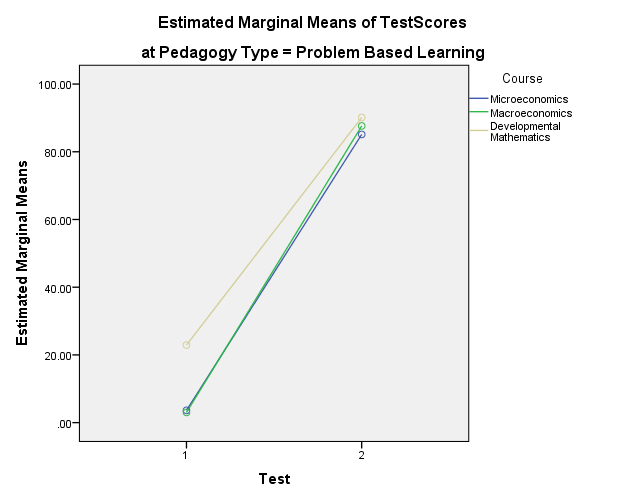 Estimated Marginal Means of TestScores
at Pedagogy Type = Problem Based Learning
Course
Microeconomics
Macroeconomics
Developmental
Mathematics
Estimated Marginal Means
100.00
80.00
60.00
40.00
20.00
.00
1
2
Test